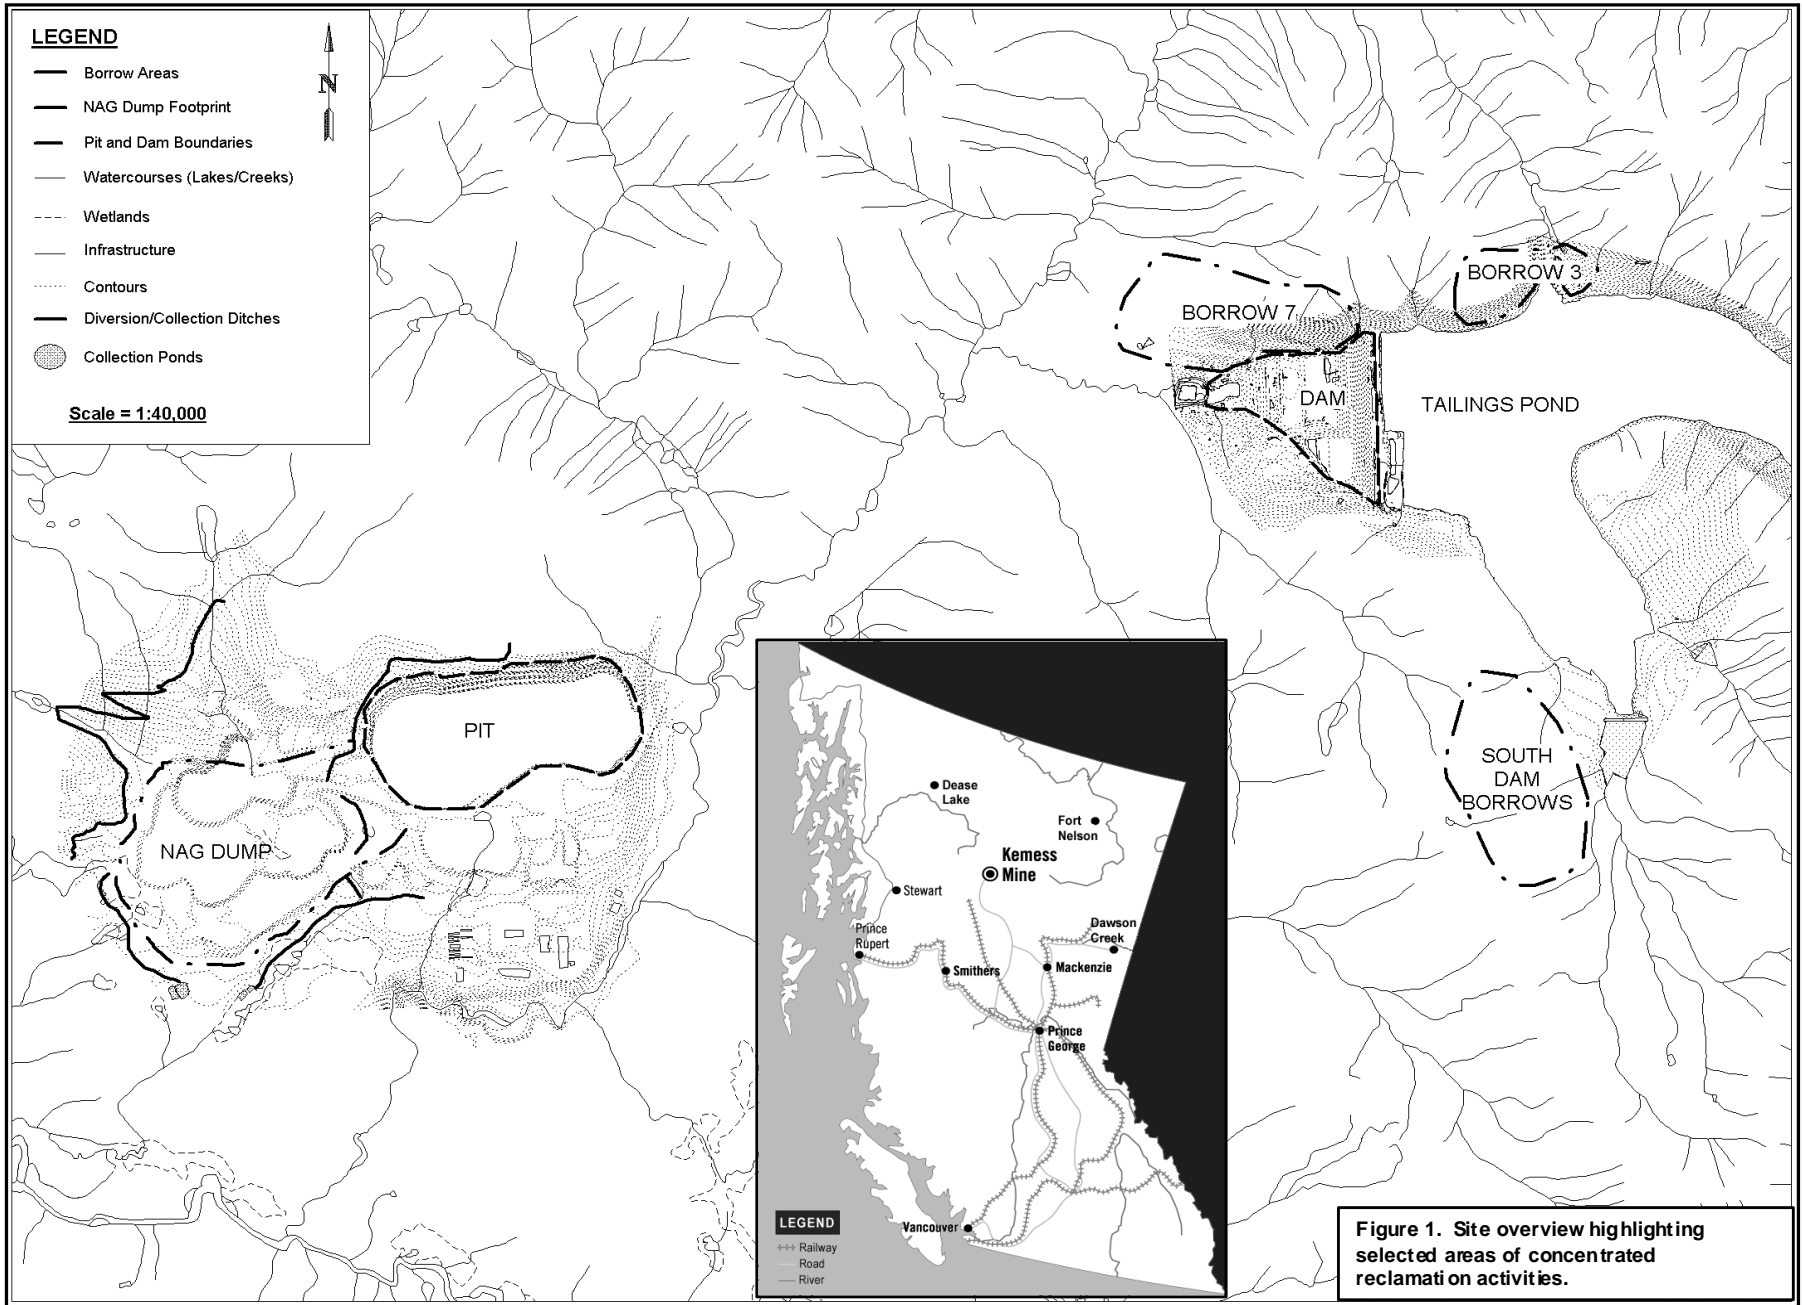 LEGEND
N
Borrow Areas
NAG Dump Footprint
Pit and Dam Boundaries
Watercourses (Lakes/Creeks)
Wetlands
Infrastructure
Contours
Diversion/Collection Ditches
Collection Ponds
Scale = 1:40,000
BORROW 3
BORROW 7
DAM
TAILINGS POND
PIT
NAG DUMP
SOUTH
DAM
BORROWS
Dease
Lake
Fort
Nelson
Kemess
Mine
Stewart
Prince
Rupert
Dawson
Creek
Smithers
Mackenzie
Prince
George
Vancouver
LEGEND
Railway
Road
River
Figure 1. Site overview highlighting
selected areas of concentrated
reclamation activities.